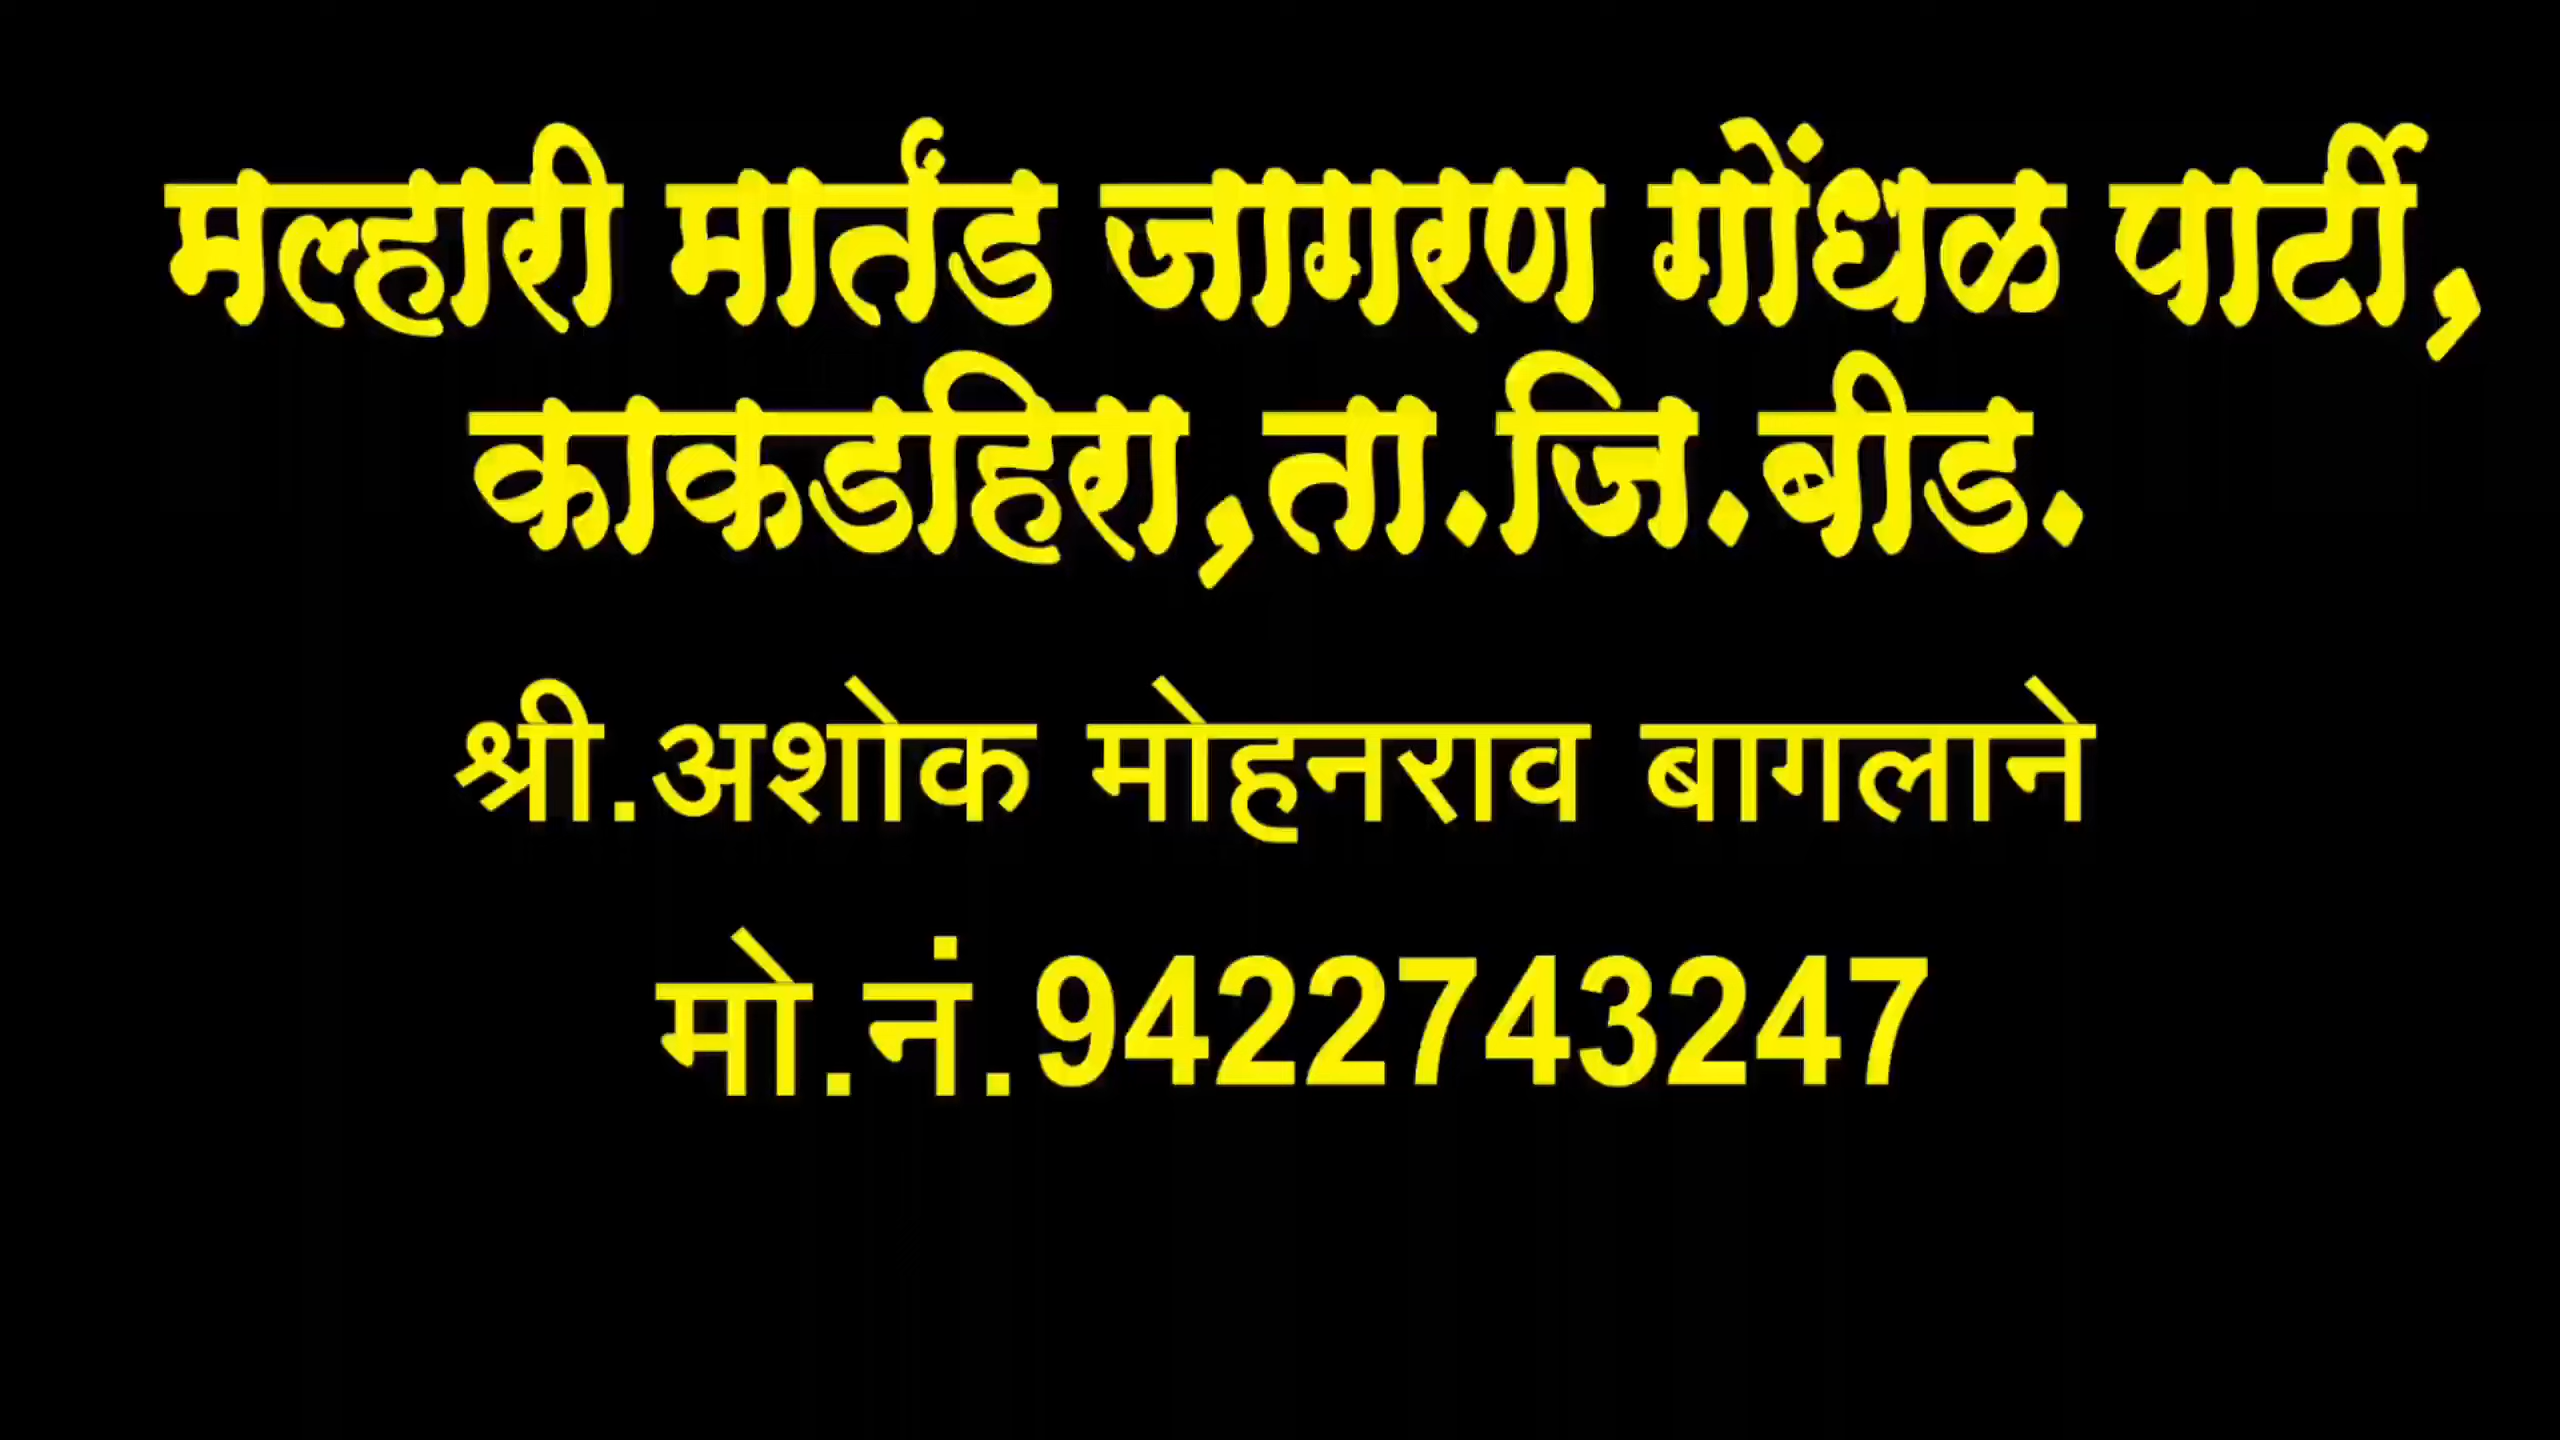 मल्हारी मार्तंड जागरण गोंधळ पार्टी,
काकडहिरा,ता.जि.बीड.
श्री.अशोक मोहनराव बागलाने
मो.नं.9422743247